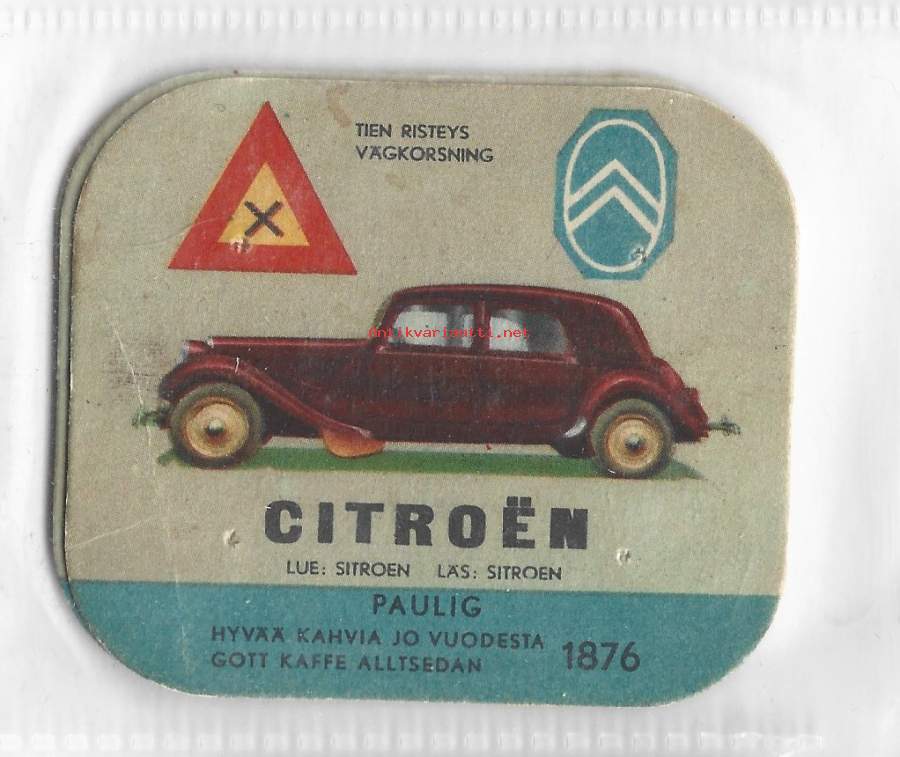 TIEN RISTEYS
VÄGKORSNING
antikvariaatti.net
CITROËN
LUE: SITROEN LÄS: SITROEN
PAULIG
HYVÄÄ KAHVIA JO VUODESTA
GOTT KAFFE ALLTSEDAN 1876